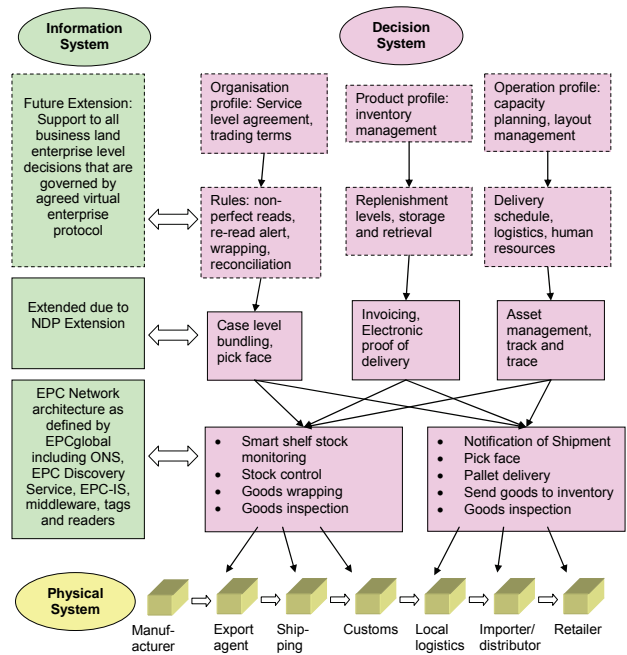 Information
System
Decision
System
Future Extension:
Support to all
business land
enterprise level
decisions that are
governed by
agreed virtual
enterprise
protocol
Organisation
profile: Service
level agreement,
trading terms
Product profile:
inventory
management
Operation profile:
capacity
planning, layout
management
Rules: non-
perfect reads,
re-read alert,
wrapping,
reconciliation
Replenishment
levels, storage
and retrieval
Delivery
schedule,
logistics, human
resources
Extended due to
NDP Extension
Case level
bundling,
pick face
Invoicing,
Electronic
proof of
delivery
Asset
management,
track and
trace
EPC Network
architecture as
defined by
EPCglobal
including ONS,
EPC Discovery
Service, EPC-IS,
middleware, tags
and readers
• Smart shelf stock
monitoring
• Stock control
• Goods wrapping
• Goods inspection
• Notification of Shipment
• Pick face
• Pallet delivery
• Send goods to inventory
• Goods inspection
Physical
System
Manuf-
acturer
Export
agent
Ship-
ping
Customs
Local
logistics
Importer/
distributor
Retailer